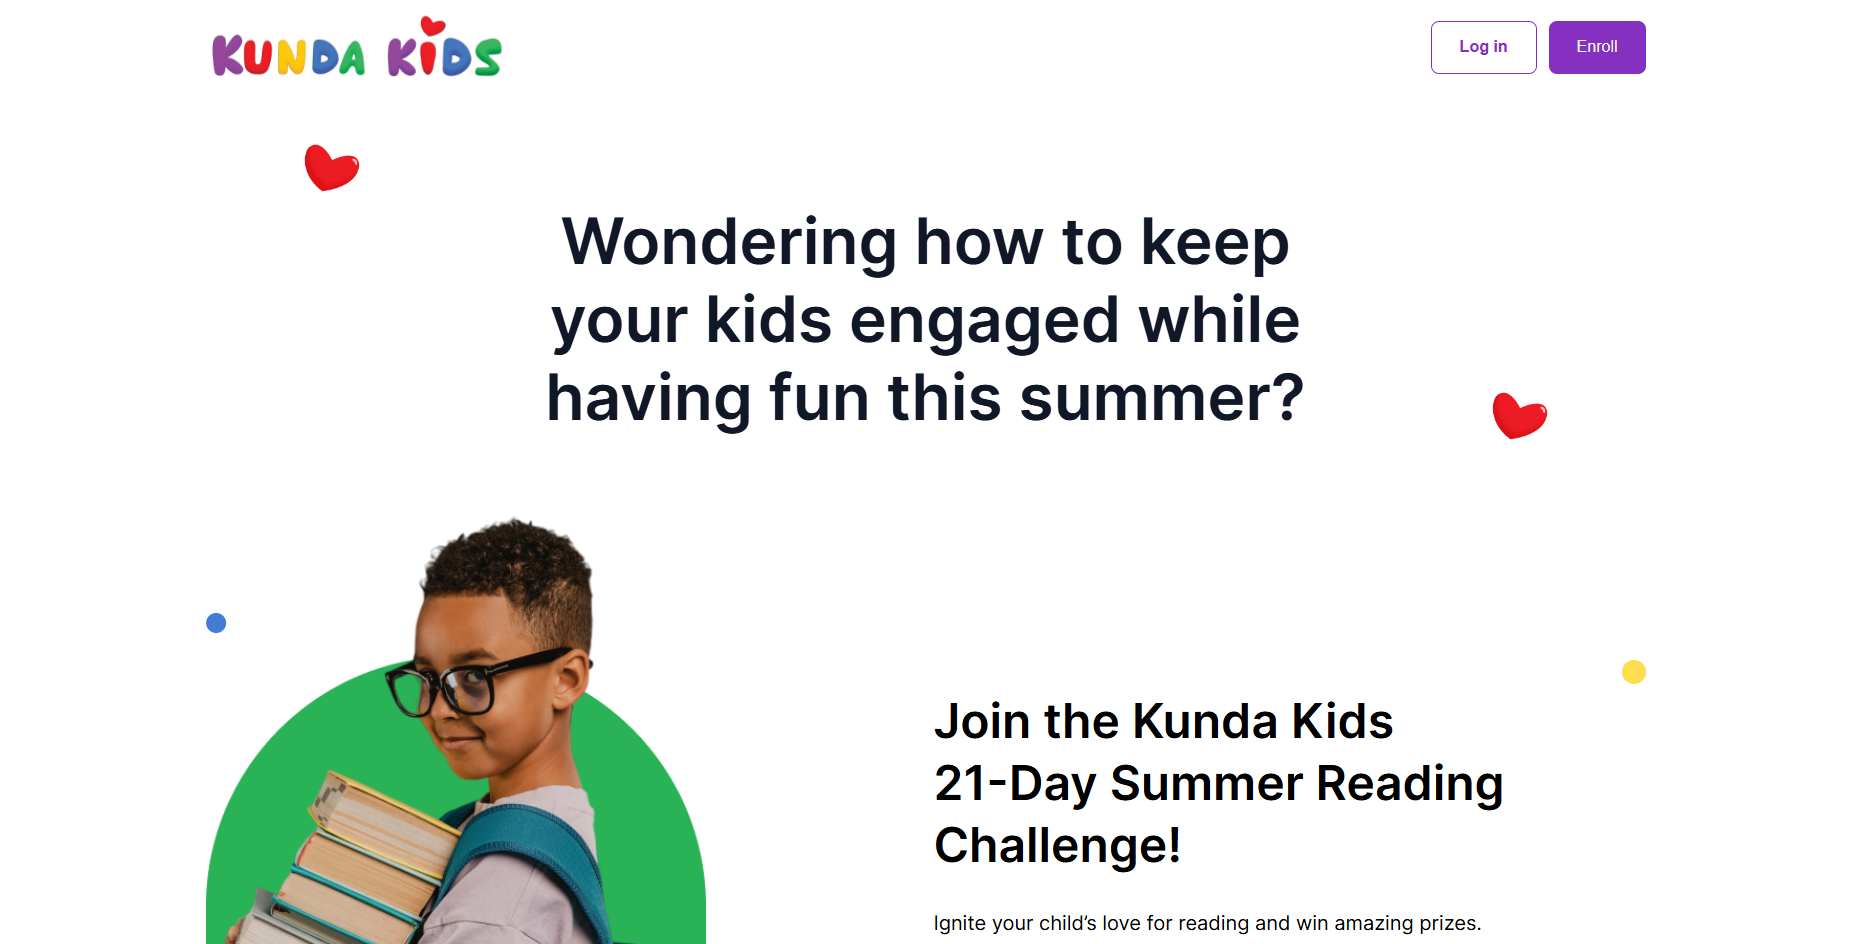 KUNDA KiDS
Log in
Enroll
Wondering how to keep
your kids engaged while
having fun this summer?
Join the Kunda Kids
21-Day Summer Reading
Challenge!
Ignite your child’s love for reading and win amazing prizes.